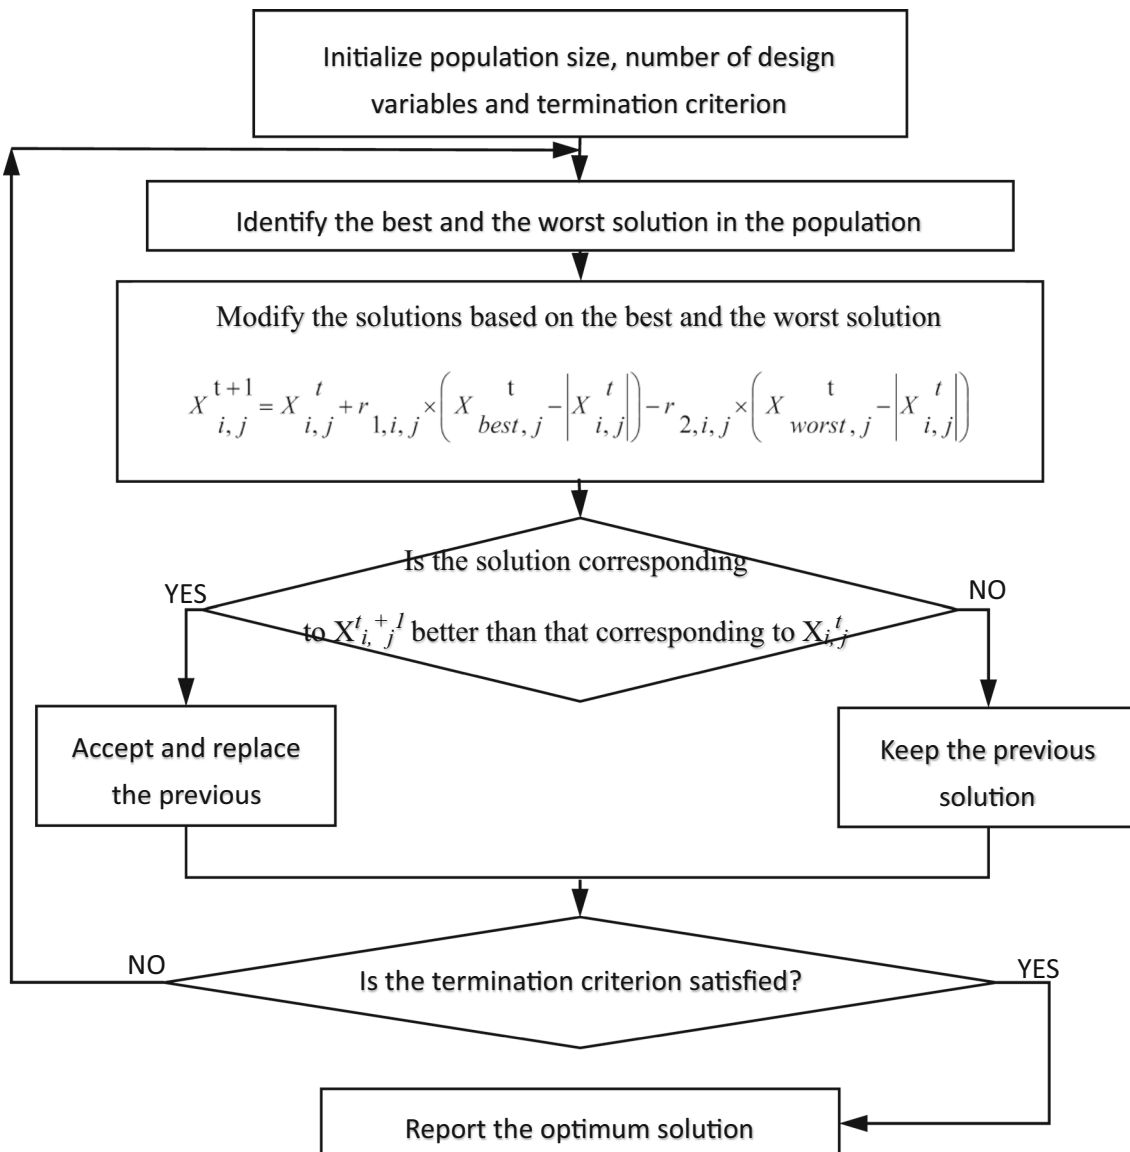 Initialize population size, number of design
variables and termination criterion
Identify the best and the worst solution in the population
Modify the solutions based on the best and the worst solution
X^{t+1}_{i,j} = X^{t}_{i,j} + r_{1,i,j} × (X^{t}_{best,j} − |X^{t}_{i,j}|) − r_{2,i,j} × (X^{t}_{worst,j} − |X^{t}_{i,j}|)
Is the solution corresponding
YES
NO
to X^{t+1}_{i,j} better than that corresponding to X^{t}_{i,j}
Accept and replace
the previous
Keep the previous
solution
NO
Is the termination criterion satisfied?
YES
Report the optimum solution